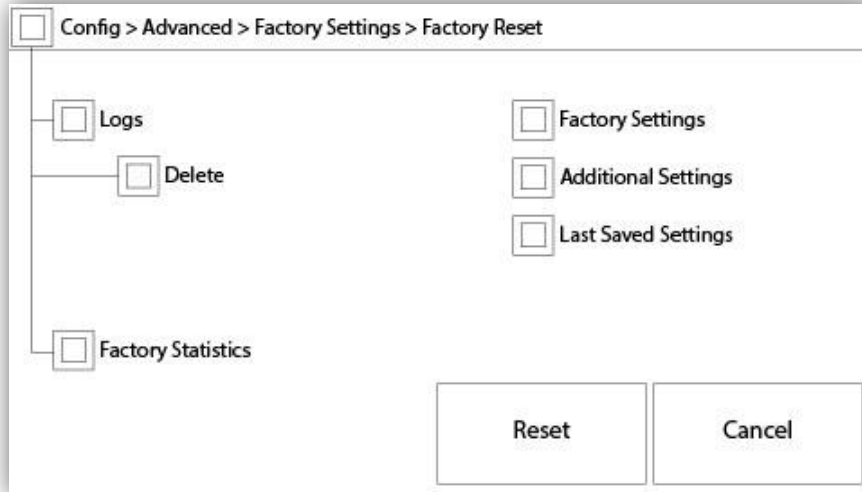 Config > Advanced > Factory Settings > Factory Reset
Logs
Delete
Factory Statistics
Factory Settings
Additional Settings
Last Saved Settings
Reset
Cancel